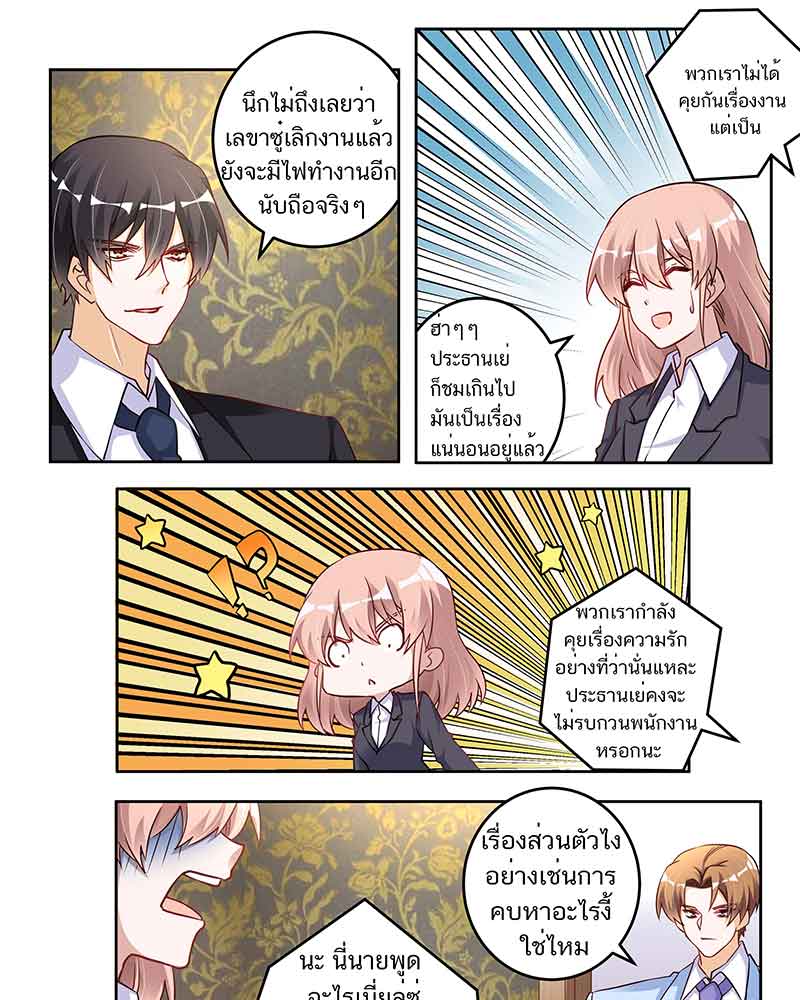 นึกไม่ถึงเลยว่า
เลขาซู๋เลิกงานแล้ว
ยังจะมีไฟทำงานอีก
นับถือจริงๆ
พวกเราไม่ได้
คุยกันเรื่องงาน
แต่เป็น
ฮ่าๆๆ
ประธานเย่
ก็ชมเกินไป
มันเป็นเรื่อง
แน่นอนอยู่แล้ว
!?
พวกเรากำลัง
คุยเรื่องความรัก
อย่างที่ว่านั่นแหละ
ประธานเย่คงจะ
ไม่รบกวนพนักงาน
หรอกนะ
เรื่องส่วนตัวไง
อย่างเช่นการ
คบหาอะไรงี้
ใช่ไหม
นะ นี่นายพูด
อะไรเนี่ยลู่ซู่